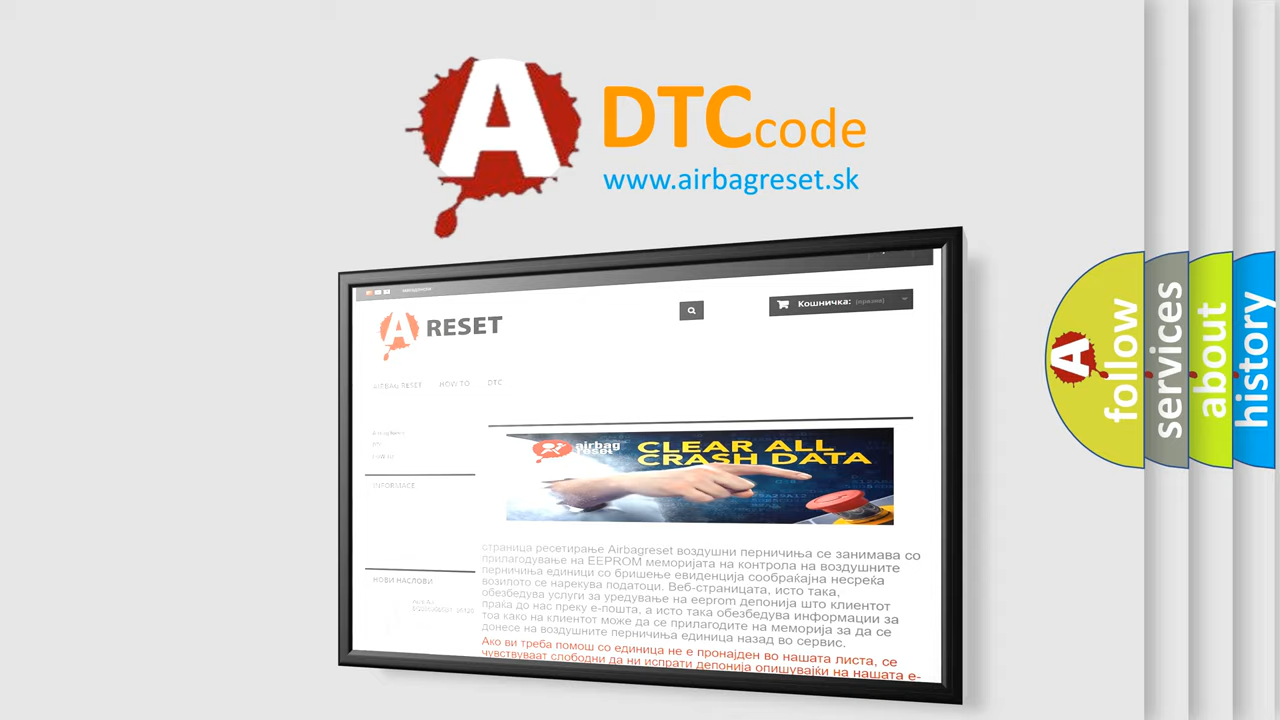 A
DTCcode
www.airbagreset.sk
A RESET
Кошничка: (празна)
AIRBAG RESET HOW TO DTC
airbag
reset
CLEAR ALL
CRASH DATA
INFORMACE
страница ресетирање Airbagreset воздушни перничиња се занимава со
прилагодување на EEPROM меморијата на контрола на воздушните
перничиња единици со бришење евиденција сообраќајна несреќа
возилото се нарекува податоци. Веб-страницата, исто така,
обезбедува услуги за уредување на eeprom депонија што клиентот
праќа до нас преку е-пошта, а исто така обезбедува информации за
тоа како на клиентот може да се прилагодите на меморија за да се
донесе на воздушните перничиња единица назад во сервис.
Ако ви треба помош со единица не е пронајден во нашата листа, се
чувствуваат слободни да ни испрати депонија опишувајќи на нашата е-
НОВИ НАСЛОВИ
A
follow
services
about
history